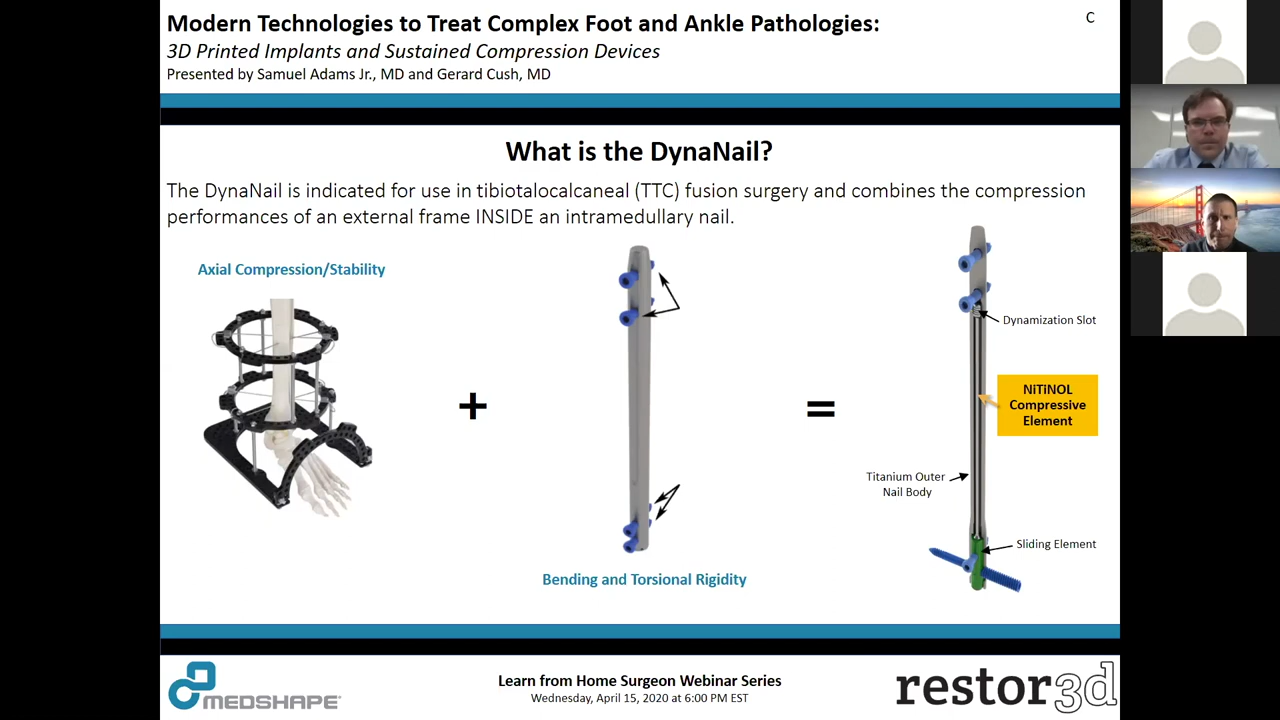 Modern Technologies to Treat Complex Foot and Ankle Pathologies:
3D Printed Implants and Sustained Compression Devices
Presented by Samuel Adams Jr., MD and Gerard Cush, MD
C
What is the DynaNail?
The DynaNail is indicated for use in tibiotalocalcaneal (TTC) fusion surgery and combines the compression
performances of an external frame INSIDE an intramedullary nail.
Axial Compression/Stability
+
Bending and Torsional Rigidity
=
Dynamization Slot
NiTiNOL
Compressive
Element
Titanium Outer
Nail Body
Sliding Element
MEDSHAPE
Learn from Home Surgeon Webinar Series
Wednesday, April 15, 2020 at 6:00 PM EST
restor3d